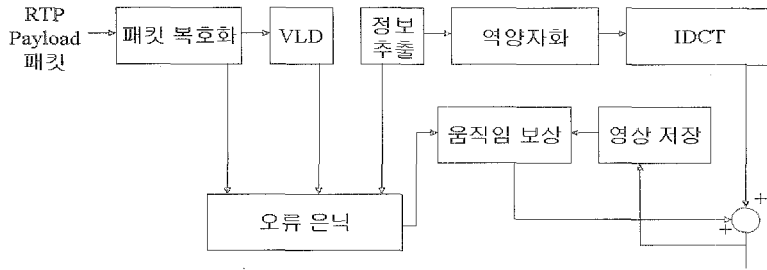 RTP
Payload
패킷
패킷 복호화
VLD
정보
추출
역양자화
IDCT
움직임 보상
영상 저장
오류 은닉
+
+